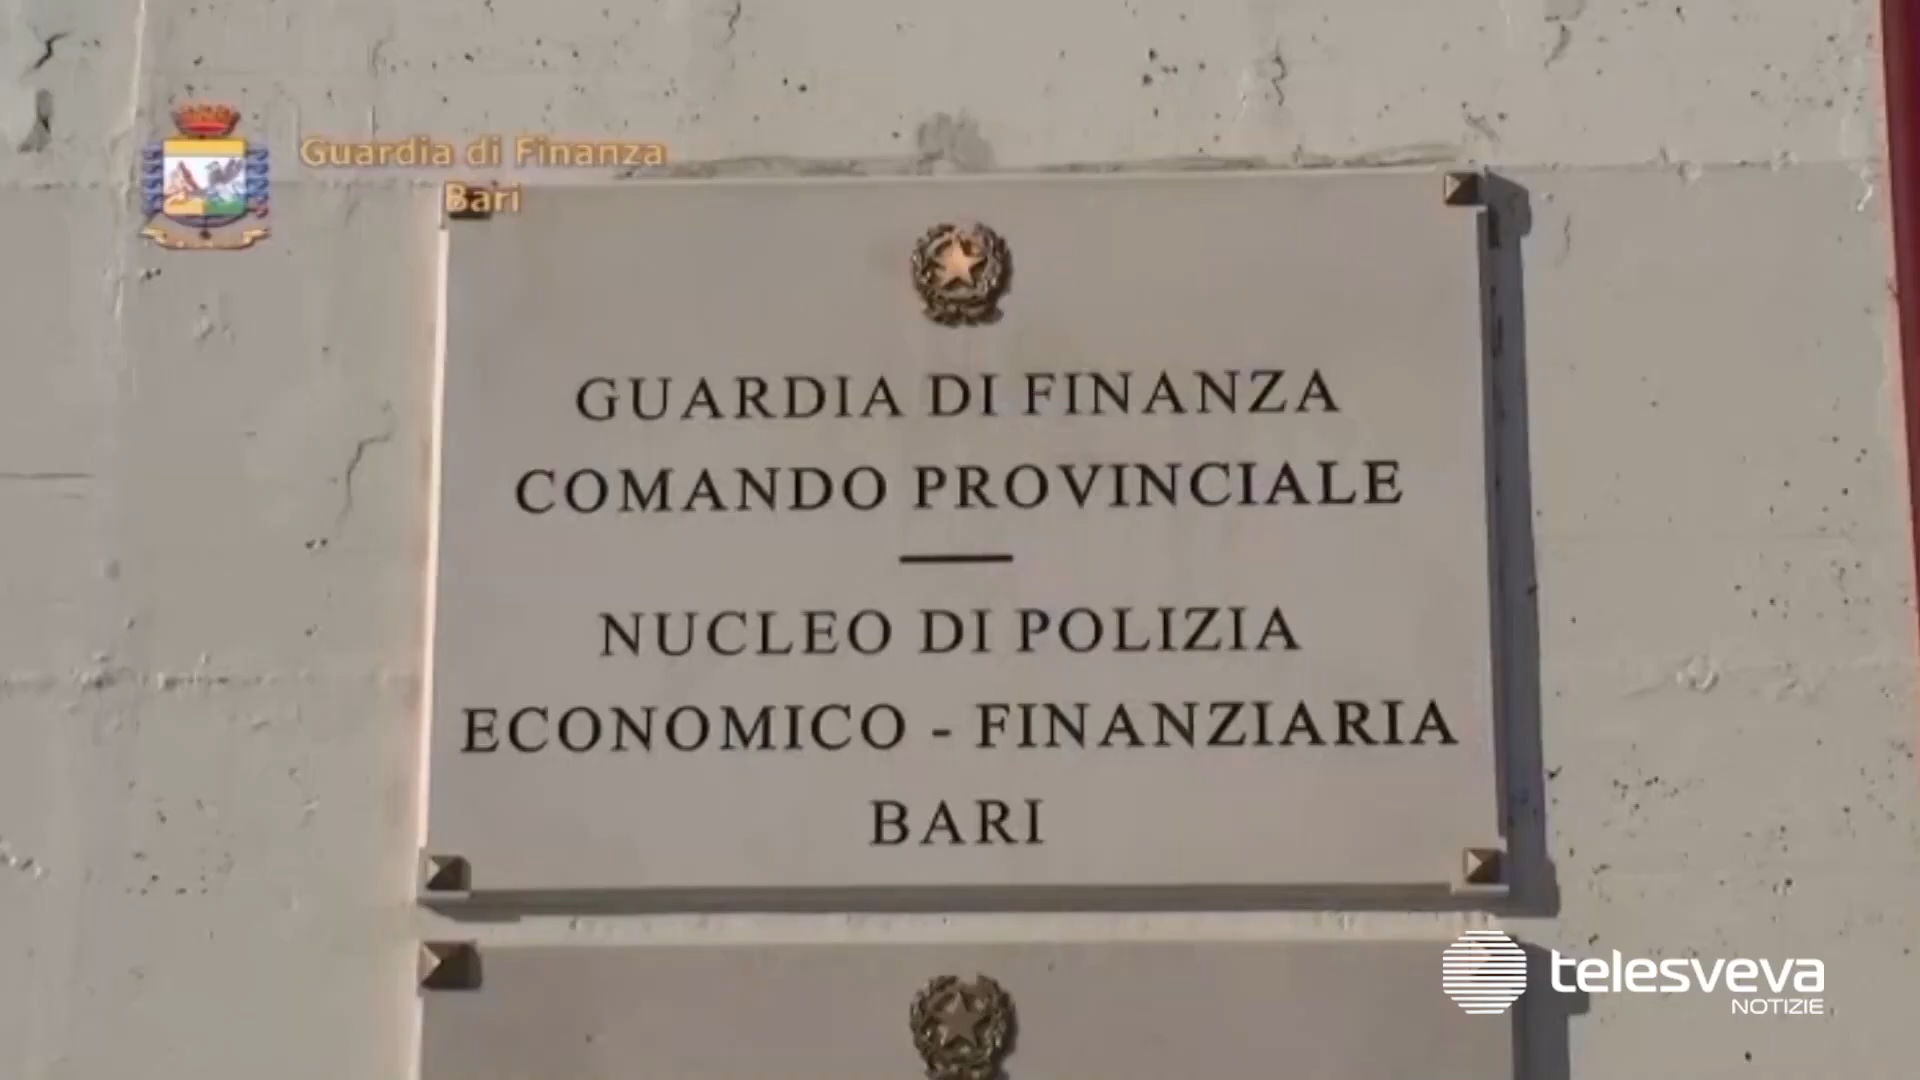 Guardia di Finanza
Bari
GUARDIA DI FINANZA
COMANDO PROVINCIALE
NUCLEO DI POLIZIA
ECONOMICO - FINANZIARIA
BARI
telesveva
NOTIZIE